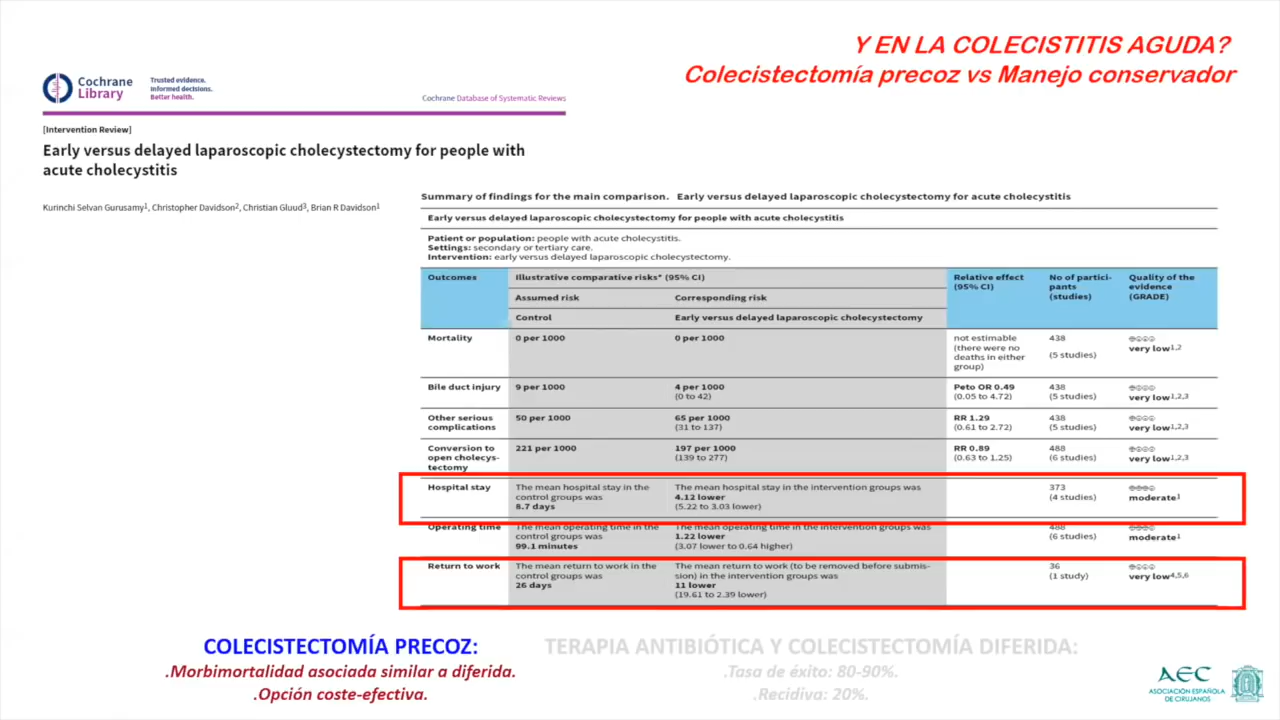 Y EN LA COLECISTITIS AGUDA?
Colecistectomía precoz vs Manejo conservador
Cochrane
Library
Trusted evidence.
Informed decisions.
Better health.
Cochrane Database of Systematic Reviews
[Intervention Review]
Early versus delayed laparoscopic cholecystectomy for people with
acute cholecystitis
Kurinchi Selvan Gurusamy1, Christopher Davidson2, Christian Gluud3, Brian R Davidson1
Summary of findings for the main comparison. Early versus delayed laparoscopic cholecystectomy for acute cholecystitis
Early versus delayed laparoscopic cholecystectomy for people with acute cholecystitis
Patient or population: people with acute cholecystitis.
Settings: secondary or tertiary care.
Intervention: early versus delayed laparoscopic cholecystectomy.
Outcomes Illustrative comparative risks* (95% CI) Relative effect No of partici- Quality of the
(95% CI) pants evidence
(studies) (GRADE)
Assumed risk Corresponding risk
Control Early versus delayed laparoscopic cholecystectomy
Mortality 0 per 1000 0 per 1000 not estimable 438
(there were no very low1,2
deaths in either (5 studies)
group)
Bile duct injury 9 per 1000 4 per 1000 Peto OR 0.49 438
(0 to 42) (0.05 to 4.72) (5 studies) very low1,2,3
Other serious 50 per 1000 65 per 1000 RR 1.29 438
complications (31 to 137) (0.61 to 2.72) (5 studies) very low1,2,3
Conversion to 221 per 1000 197 per 1000 RR 0.89 488
open cholecys- (139 to 277) (0.63 to 1.25) (6 studies) very low1,2,3
tectomy
Hospital stay The mean hospital stay in the The mean hospital stay in the intervention groups was 373
control groups was 4.12 lower (4 studies) moderate1
8.7 days (5.22 to 3.03 lower)
Operating time The mean operating time in the The mean operating time in the intervention groups was 488
control groups was 1.22 lower (6 studies) moderate1
99.1 minutes (3.07 lower to 0.64 higher)
Return to work The mean return to work in the The mean return to work (to be removed before submis- 36
control groups was sion) in the intervention groups was (1 study) very low4,5,6
26 days 11 lower
(19.61 to 2.39 lower)
COLECISTECTOMÍA PRECOZ:
.Morbimortalidad asociada similar a diferida.
.Opción coste-efectiva.
TERAPIA ANTIBIÓTICA Y COLECISTECTOMÍA DIFERIDA:
.Tasa de éxito: 80-90%.
.Recidiva: 20%.
AEC
ASOCIACIÓN ESPAÑOLA
DE CIRUJANOS